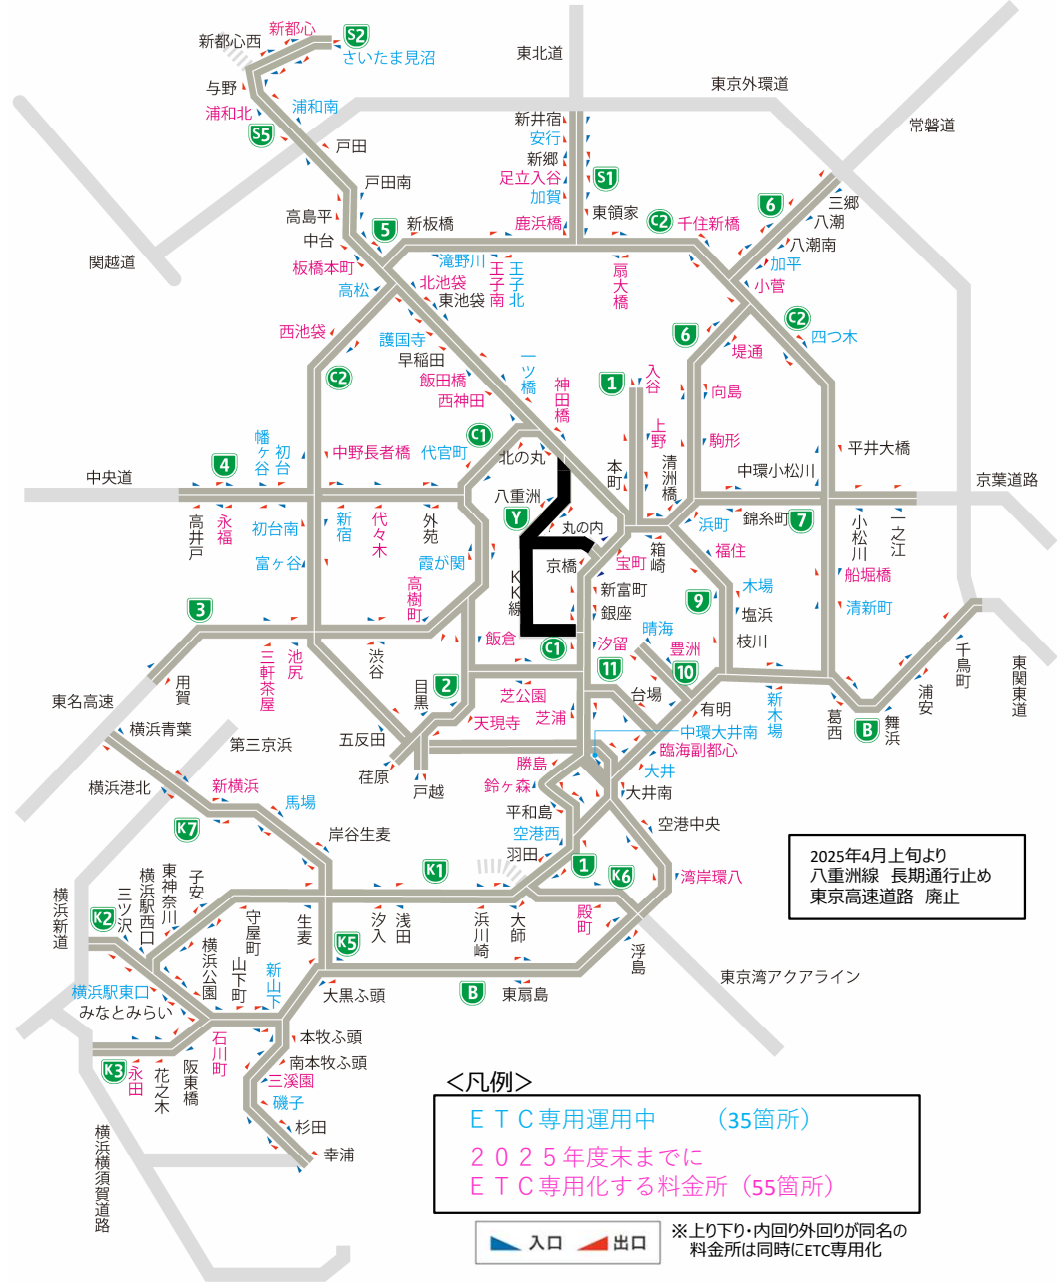 新都心
S2
新都心西
さいたま見沼
東北道
与野
浦和北
浦和南
S5
東京外環道
戸田
新井宿
安行
新郷
足立入谷
加賀
S1
常磐道
戸田南
高島平
中台
5
新板橋
鹿浜橋
東領家
C2
千住新橋
6
三郷
八潮
八潮南
加平
関越道
板橋本町
高松
滝野川
王子南
王子北
扇大橋
北池袋
東池袋
小菅
西池袋
護国寺
早稲田
飯田橋
西神田
C2
一ツ橋
神田橋
1
入谷
6
堤通
C2
四つ木
向島
駒形
上野
幡ヶ谷
初台
中野長者橋
代官町
C1
北の丸
本町
清洲橋
中環小松川
平井大橋
中央道
4
京葉道路
八重洲
Y
丸の内
高井戸
永福
初台南
新宿
代々木
外苑
浜町
錦糸町
7
小松川
一之江
富ヶ谷
霞が関
京橋
宝町
箱崎
福住
船堀橋
高樹町
KK線
新富町
銀座
木場
9
塩浜
清新町
3
飯倉
C1
汐留
晴海
豊洲
枝川
用賀
三軒茶屋
池尻
渋谷
目黒
2
11
10
台場
芝公園
天現寺
芝浦
有明
新木場
千鳥町
浦安
舞浜
葛西
B
東関東道
東名高速
横浜青葉
第三京浜
五反田
荏原
戸越
中環大井南
臨海副都心
勝島
大井
横浜港北
新横浜
馬場
鈴ヶ森
大井南
K7
岸谷生麦
平和島
空港西
羽田
空港中央
2025年4月上旬より
八重洲線 長期通行止め
東京高速道路 廃止
K1
1
K6
湾岸環八
横浜新道
K2
三ツ沢
横浜駅西口
東神奈川
子安
守屋町
生麦
汐入
浅田
浜川崎
大師
殿町
浮島
K5
横浜公園
山下町
新山下
横浜駅東口
みなとみらい
大黒ふ頭
B
東扇島
東京湾アクアライン
K3
永田
花之木
阪東橋
石川町
本牧ふ頭
南本牧ふ頭
三溪園
磯子
杉田
幸浦
横浜横須賀道路
＜凡例＞
ＥＴＣ専用運用中 （35箇所）
２０２５年度末までに
ＥＴＣ専用化する料金所（55箇所）
入口 出口
※上り下り・内回り外回りが同名の
料金所は同時にETC専用化